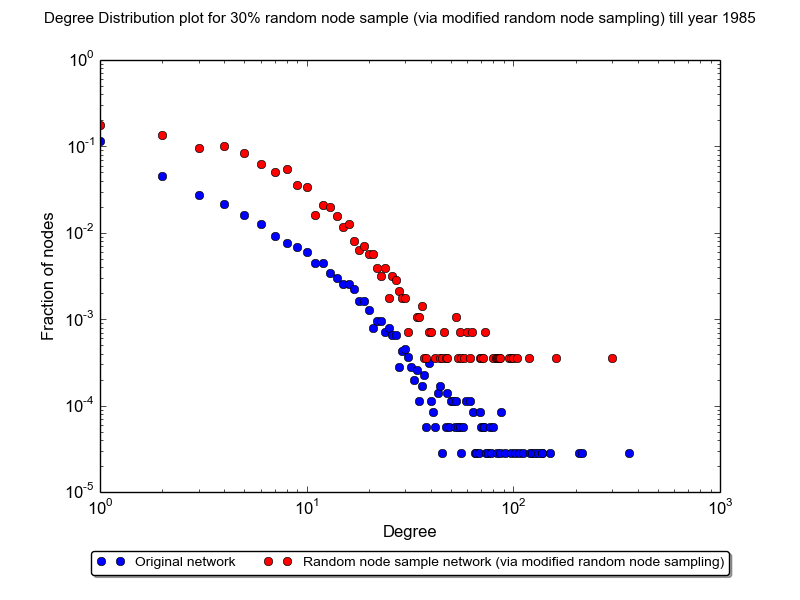 Degree Distribution plot for 30% random node sample (via modified random node sampling) till year 1985
10^0
10^-1
10^-2
10^-3
10^-4
10^-5
Fraction of nodes
10^0 10^1 10^2 10^3
Degree
Original network Random node sample network (via modified random node sampling)